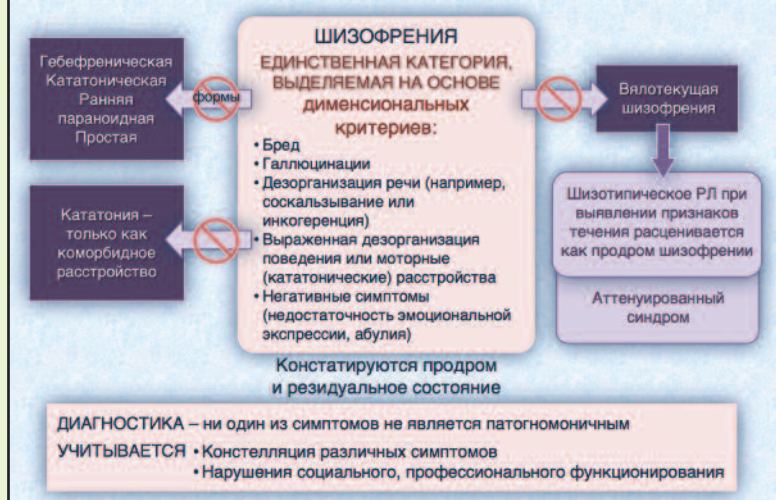 ШИЗОФРЕНИЯ
ЕДИНСТВЕННАЯ КАТЕГОРИЯ,
ВЫДЕЛЯЕМАЯ НА ОСНОВЕ
дименсиональных
критериев:
• Бред
• Галлюцинации
• Дезорганизация речи (например,
соскальзывание или
инкогеренция)
• Выраженная дезорганизация
поведения или моторные
(кататонические) расстройства
• Негативные симптомы
(недостаточность эмоциональной
экспрессии, абулия)
Гебефреническая
Кататоническая
Ранняя
параноидная
Простая
формы
Кататония –
только как
коморбидное
расстройство
Вялотекущая
шизофрения
Шизотипическое РЛ при
выявлении признаков
течения расценивается
как продром шизофрении
Аттенуированный
синдром
Констатируются продром
и резидуальное состояние
ДИАГНОСТИКА – ни один из симптомов не является патогномоничным
УЧИТЫВАЕТСЯ • Констелляция различных симптомов
• Нарушения социального, профессионального функционирования